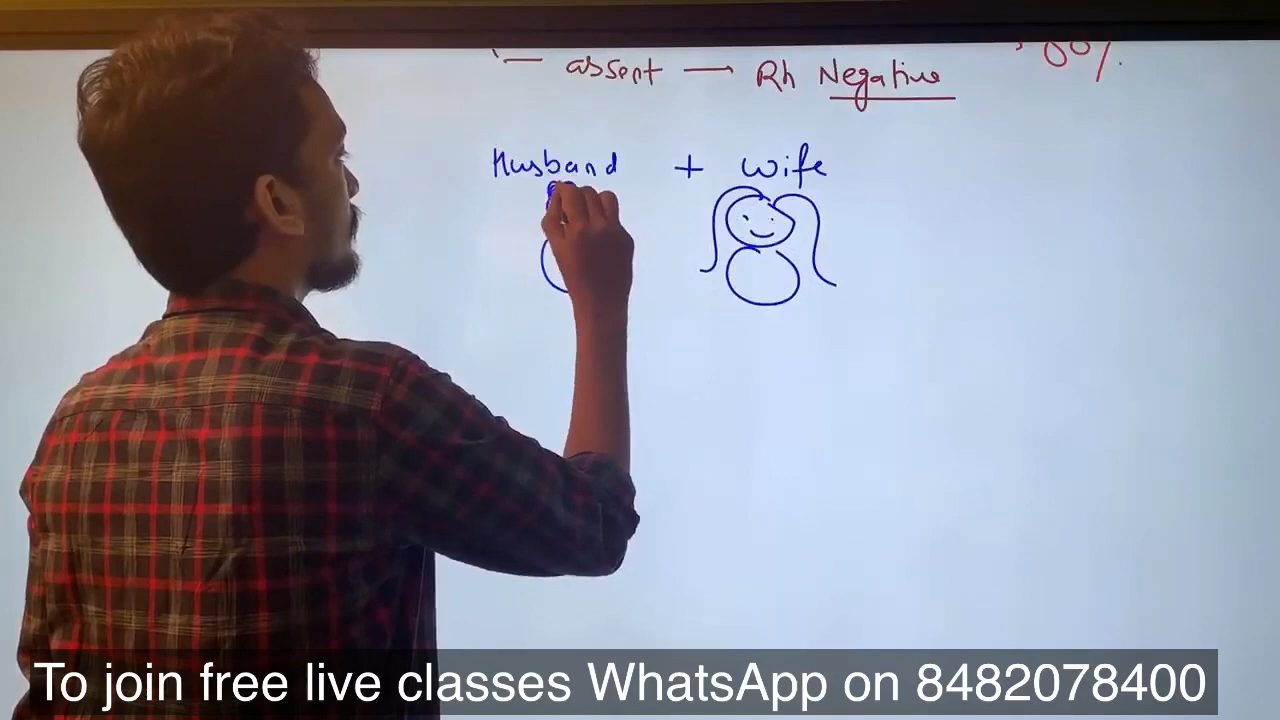 assent → Rh Negative
Husband + wife
To join free live classes WhatsApp on 8482078400